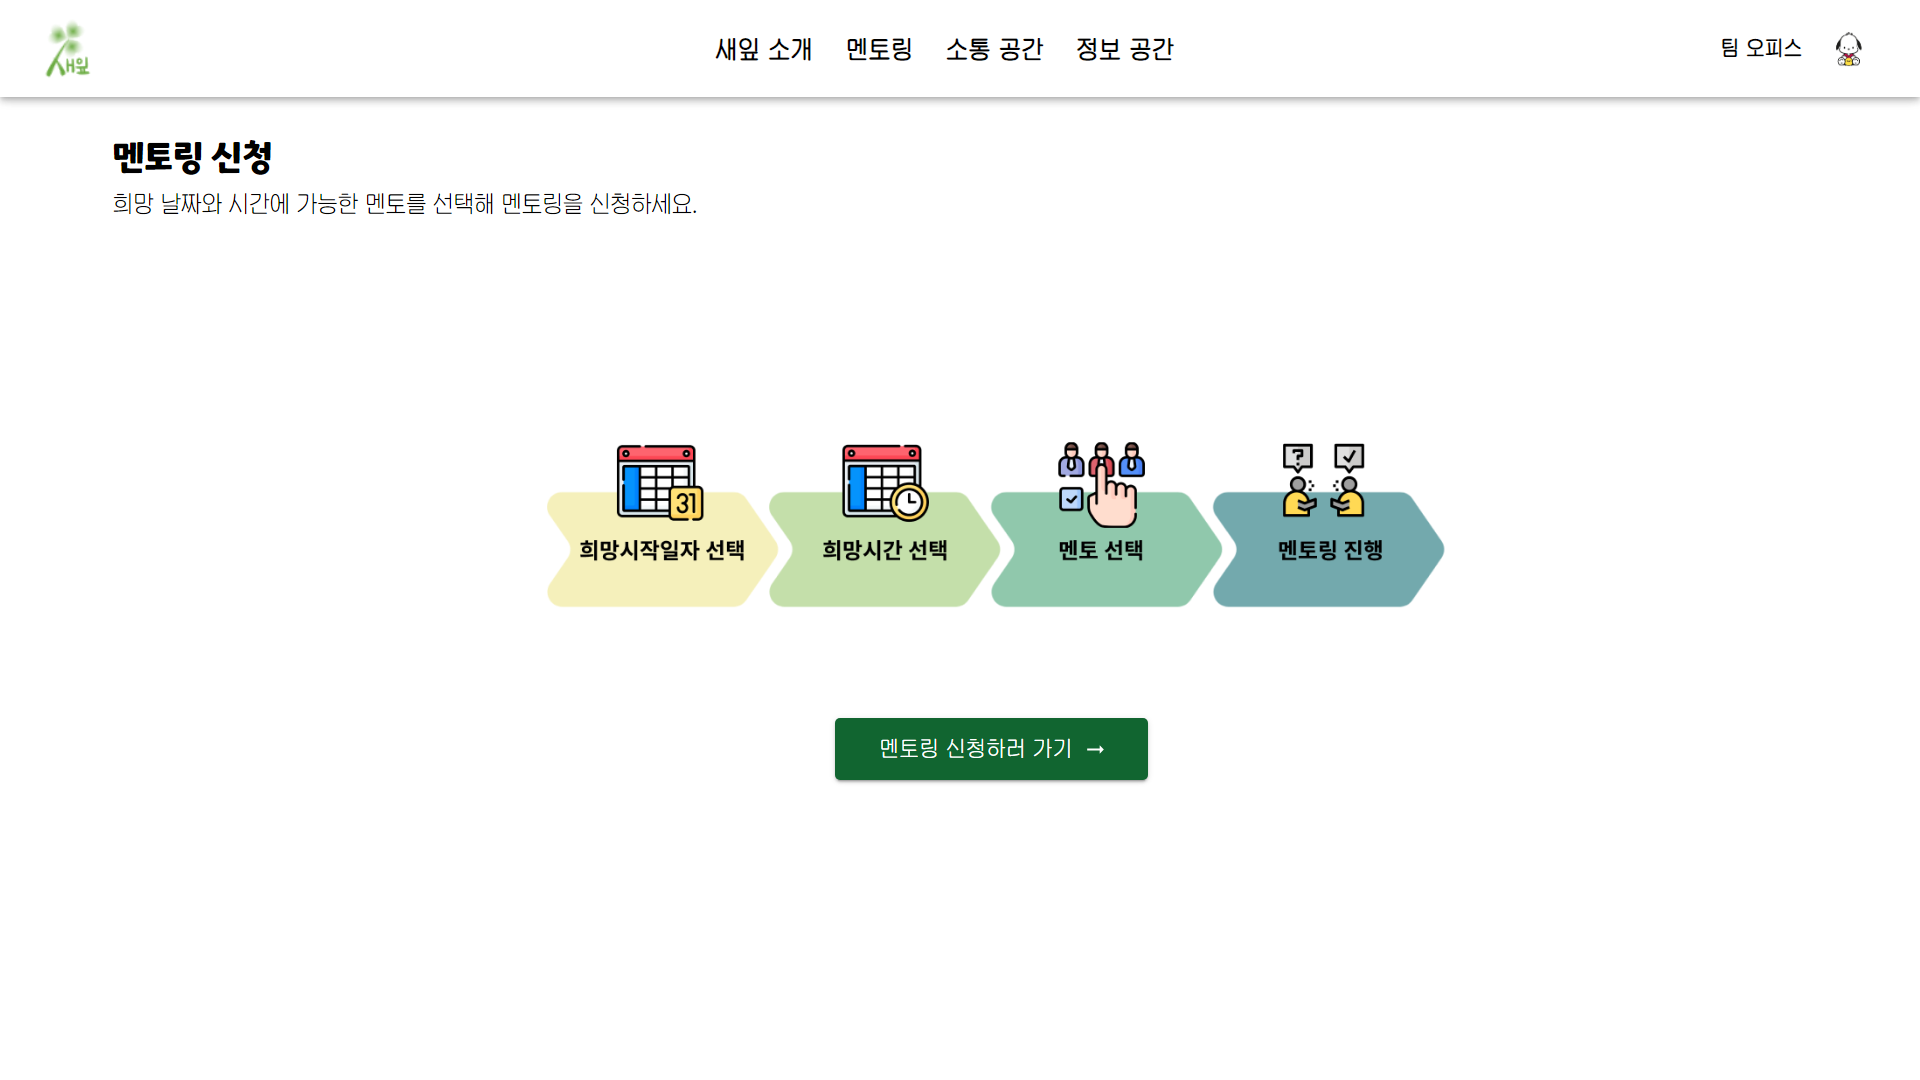 새잎
새잎 소개
멘토링
소통 공간
정보 공간
팀 오피스
멘토링 신청
희망 날짜와 시간에 가능한 멘토를 선택해 멘토링을 신청하세요.
31
희망시작일자 선택
희망시간 선택
멘토 선택
?
멘토링 진행
멘토링 신청하러 가기 →